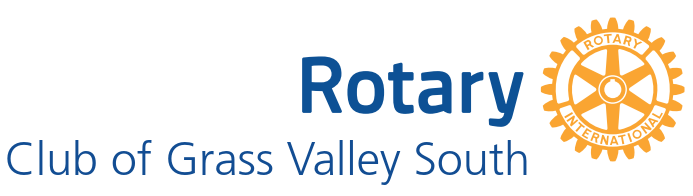 Rotary
ROTARY
INTERNATIONAL
Club of Grass Valley South